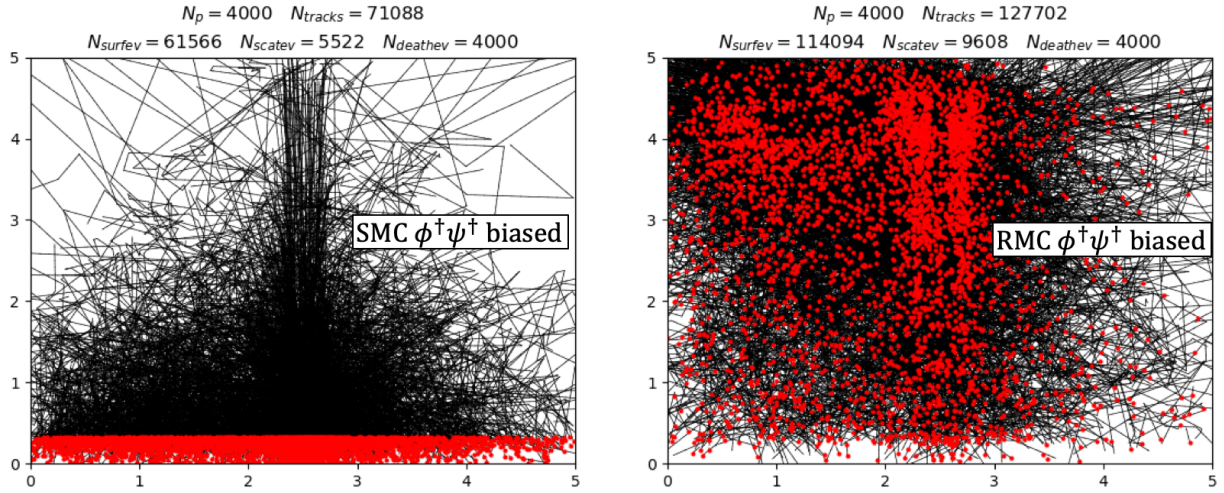 N_p = 4000 N_tracks = 71088
N_surfev = 61566 N_scatev = 5522 N_deathev = 4000
5
4
3
2
1
0
0 1 2 3 4 5
SMC ϕ†ψ† biased
N_p = 4000 N_tracks = 127702
N_surfev = 114094 N_scatev = 9608 N_deathev = 4000
5
4
3
2
1
0
0 1 2 3 4 5
RMC ϕ†ψ† biased